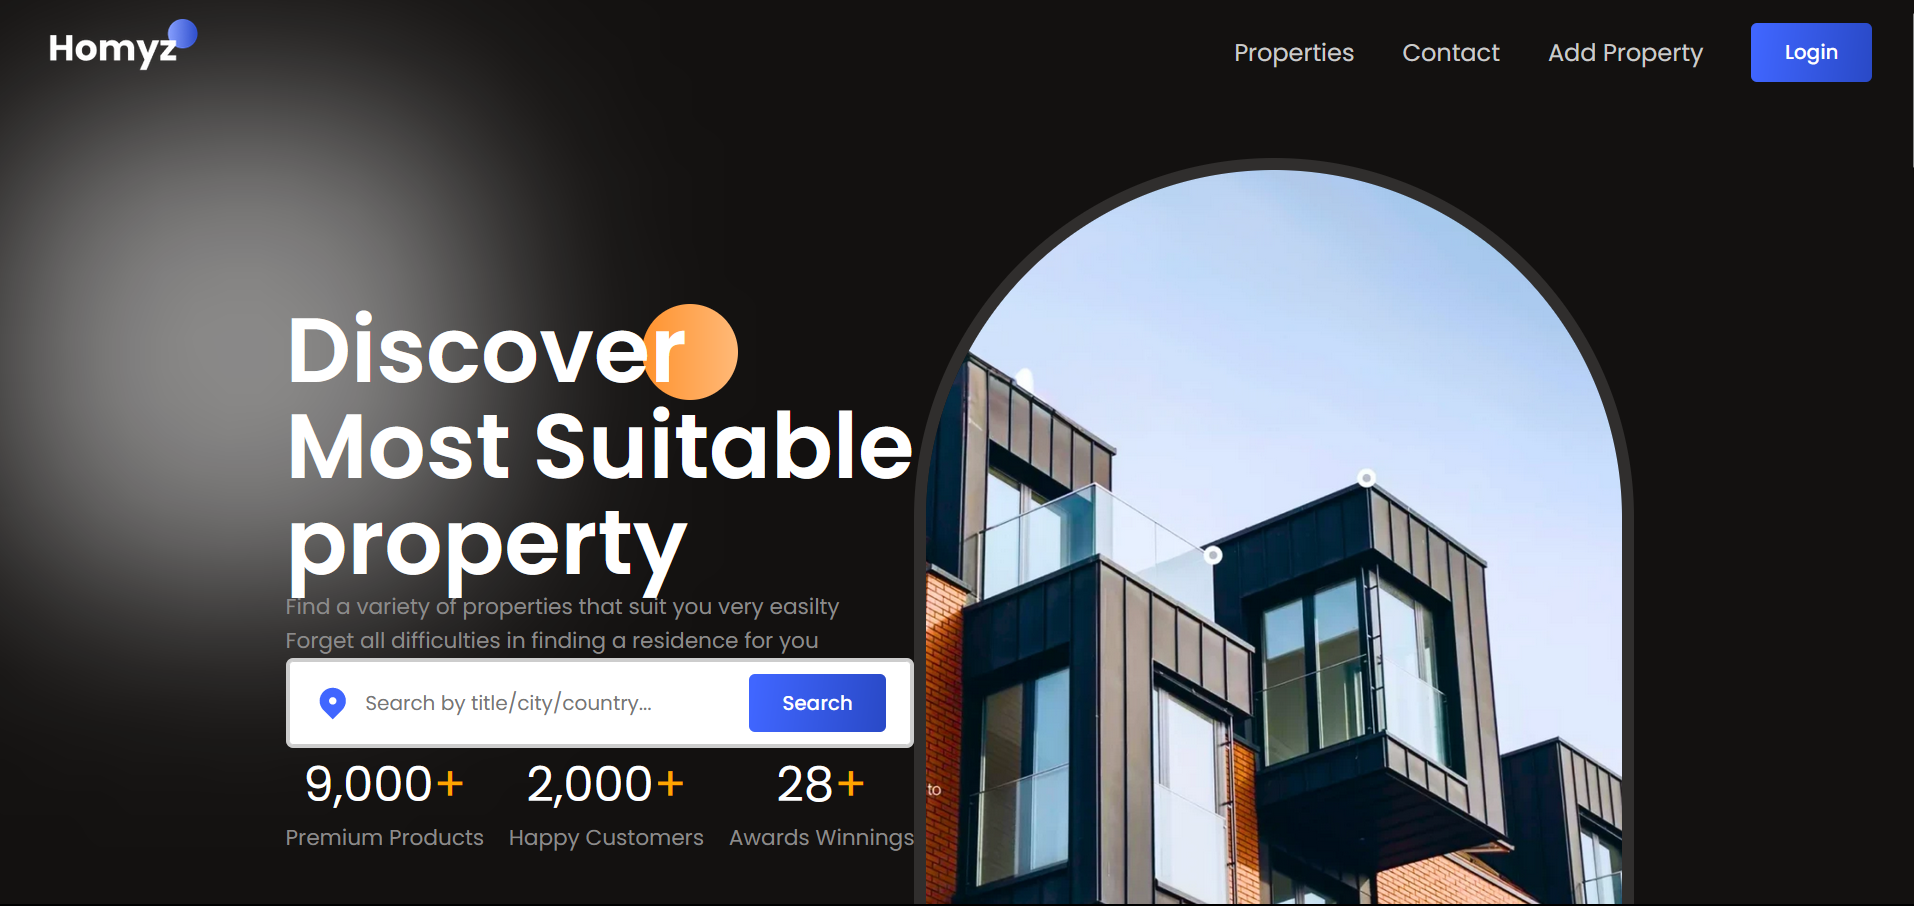 Homyz
Properties Contact Add Property Login
Discover
Most Suitable
property
Find a variety of properties that suit you very easilty
Forget all difficulties in finding a residence for you
Search by title/city/country... Search
9,000+ 2,000+ 28+
Premium Products Happy Customers Awards Winnings
to